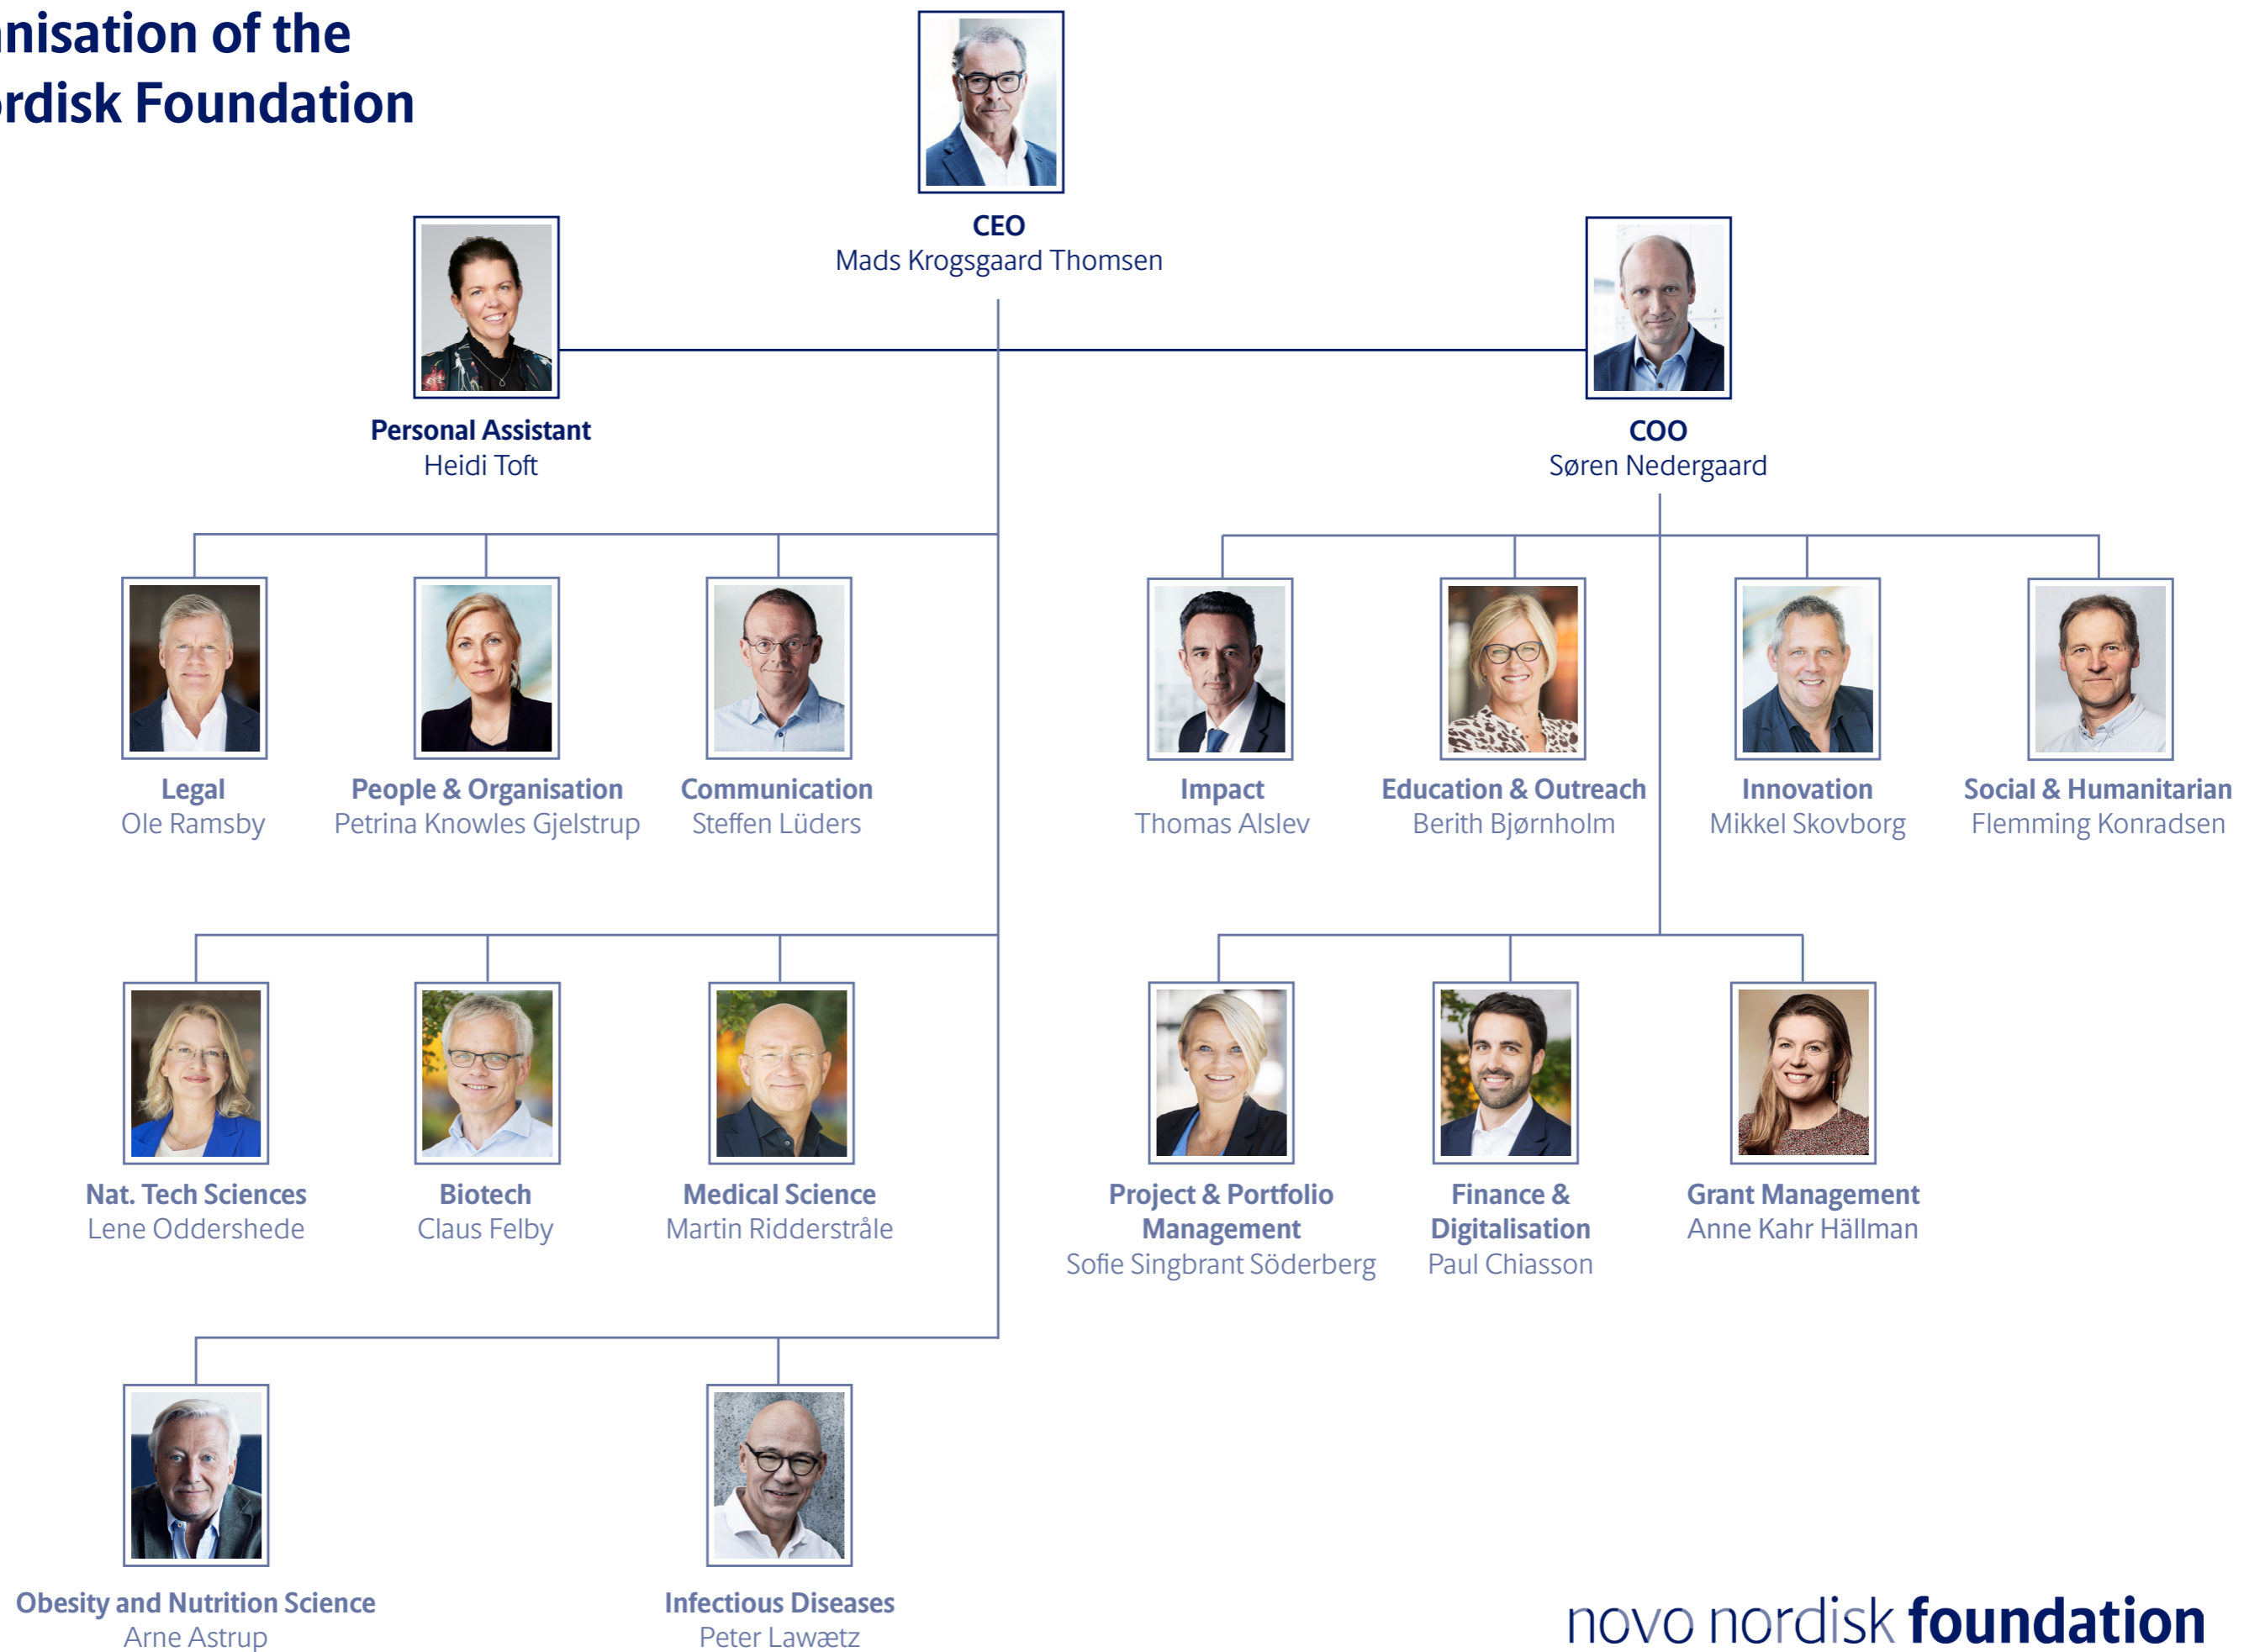 nisation of the
rdisk Foundation
CEO
Mads Krogsgaard Thomsen
Personal Assistant
Heidi Toft
COO
Søren Nedergaard
Legal
Ole Ramsby
People & Organisation
Petrina Knowles Gjelstrup
Communication
Steffen Lüders
Impact
Thomas Alslev
Education & Outreach
Berith Bjørnholm
Innovation
Mikkel Skovborg
Social & Humanitarian
Flemming Konradsen
Nat. Tech Sciences
Lene Oddershede
Biotech
Claus Felby
Medical Science
Martin Ridderstråle
Project & Portfolio
Management
Sofie Singbrant Söderberg
Finance &
Digitalisation
Paul Chiasson
Grant Management
Anne Kahr Hällman
Obesity and Nutrition Science
Arne Astrup
Infectious Diseases
Peter Lawætz
novo nordisk foundation